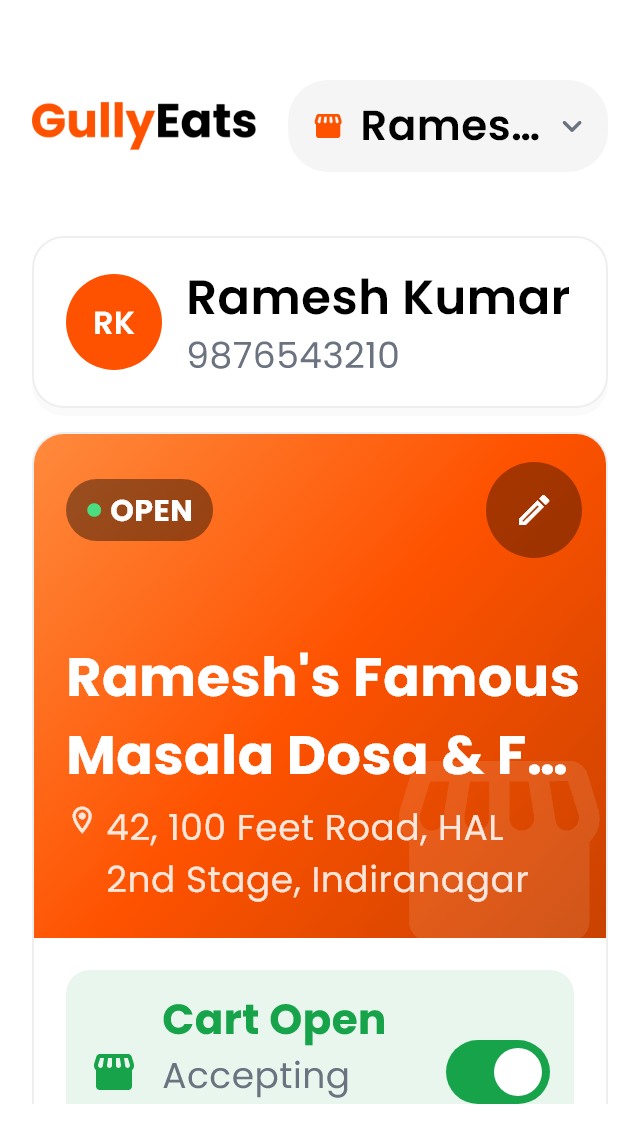 GullyEats
Rames...
RK
Ramesh Kumar
9876543210
OPEN
Ramesh's Famous
Masala Dosa & F...
42, 100 Feet Road, HAL
2nd Stage, Indiranagar
Cart Open
Accepting